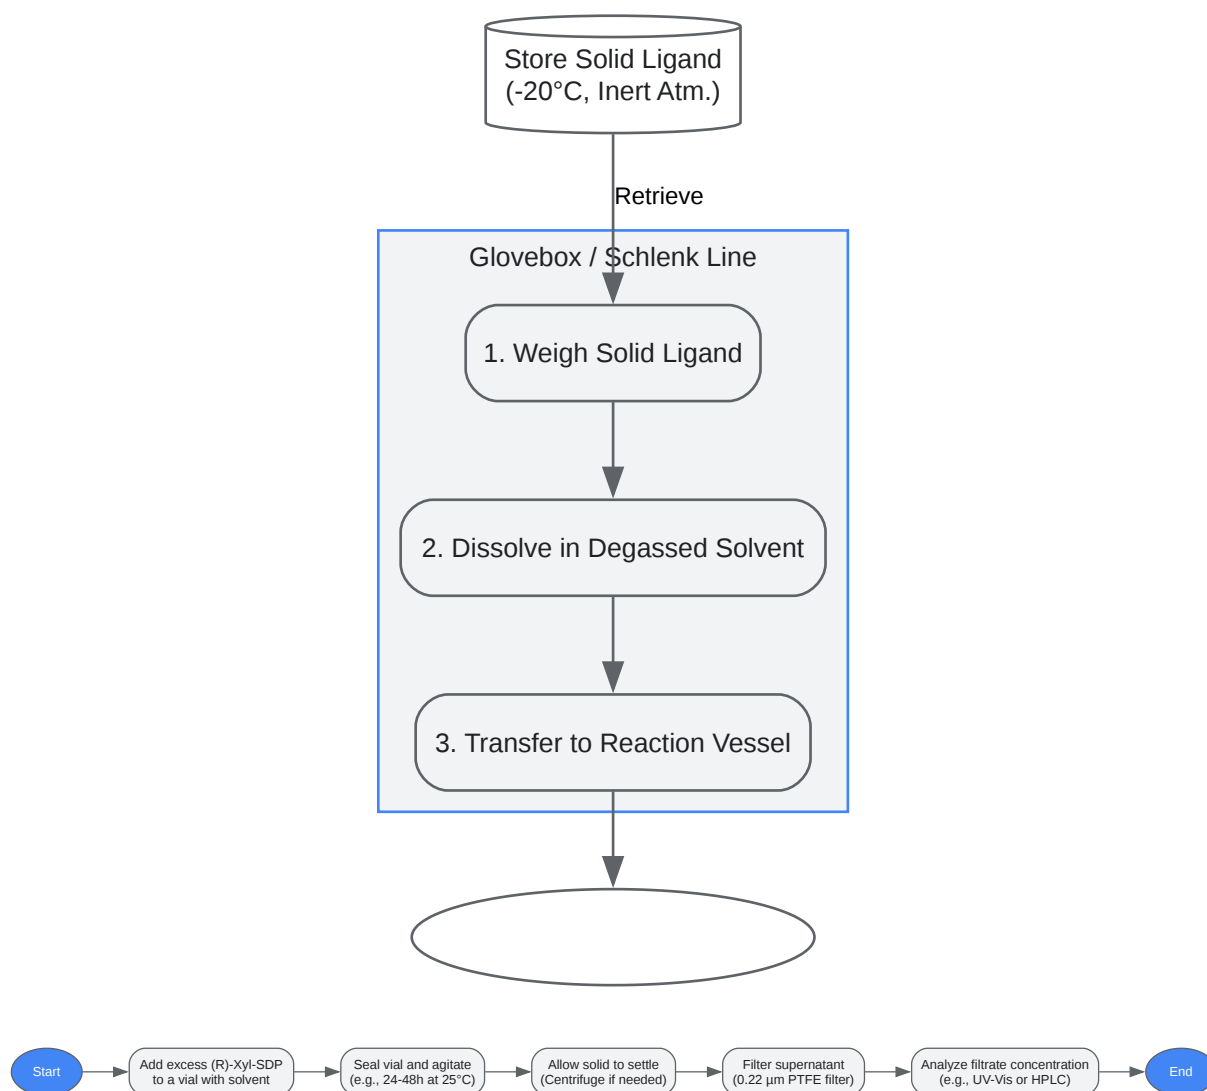 Store Solid Ligand
(-20°C, Inert Atm.)
Retrieve
Glovebox / Schlenk Line
1. Weigh Solid Ligand
2. Dissolve in Degassed Solvent
3. Transfer to Reaction Vessel
Start
Add excess (R)-Xyl-SDP
to a vial with solvent
Seal vial and agitate
(e.g., 24-48h at 25°C)
Allow solid to settle
(Centrifuge if needed)
Filter supernatant
(0.22 µm PTFE filter)
Analyze filtrate concentration
(e.g., UV-Vis or HPLC)
End